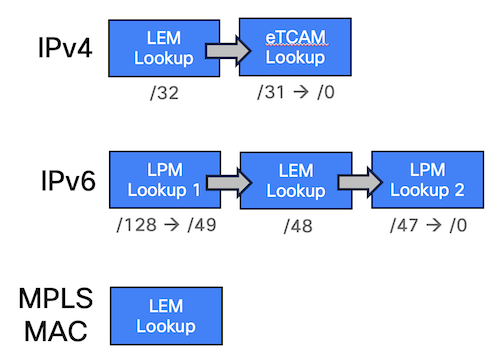 IPv4
LEM
Lookup
eTCAM
Lookup
/32
/31 → /0
IPv6
LPM
Lookup 1
LEM
Lookup
LPM
Lookup 2
/128 → /49
/48
/47 → /0
MPLS
MAC
LEM
Lookup